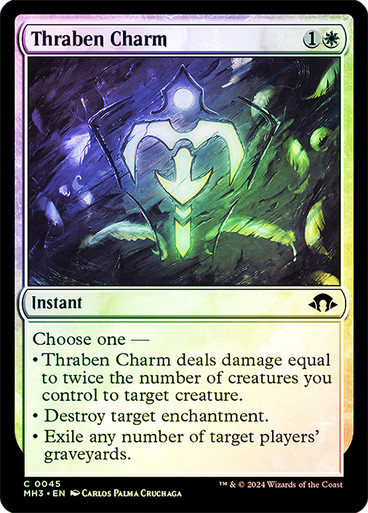 Thraben Charm 1
Instant
Choose one —
• Thraben Charm deals damage equal
to twice the number of creatures you
control to target creature.
• Destroy target enchantment.
• Exile any number of target players’
graveyards.
C 0045
MH3 • EN Carlos Palma Cruchaga
™ & © 2024 Wizards of the Coast